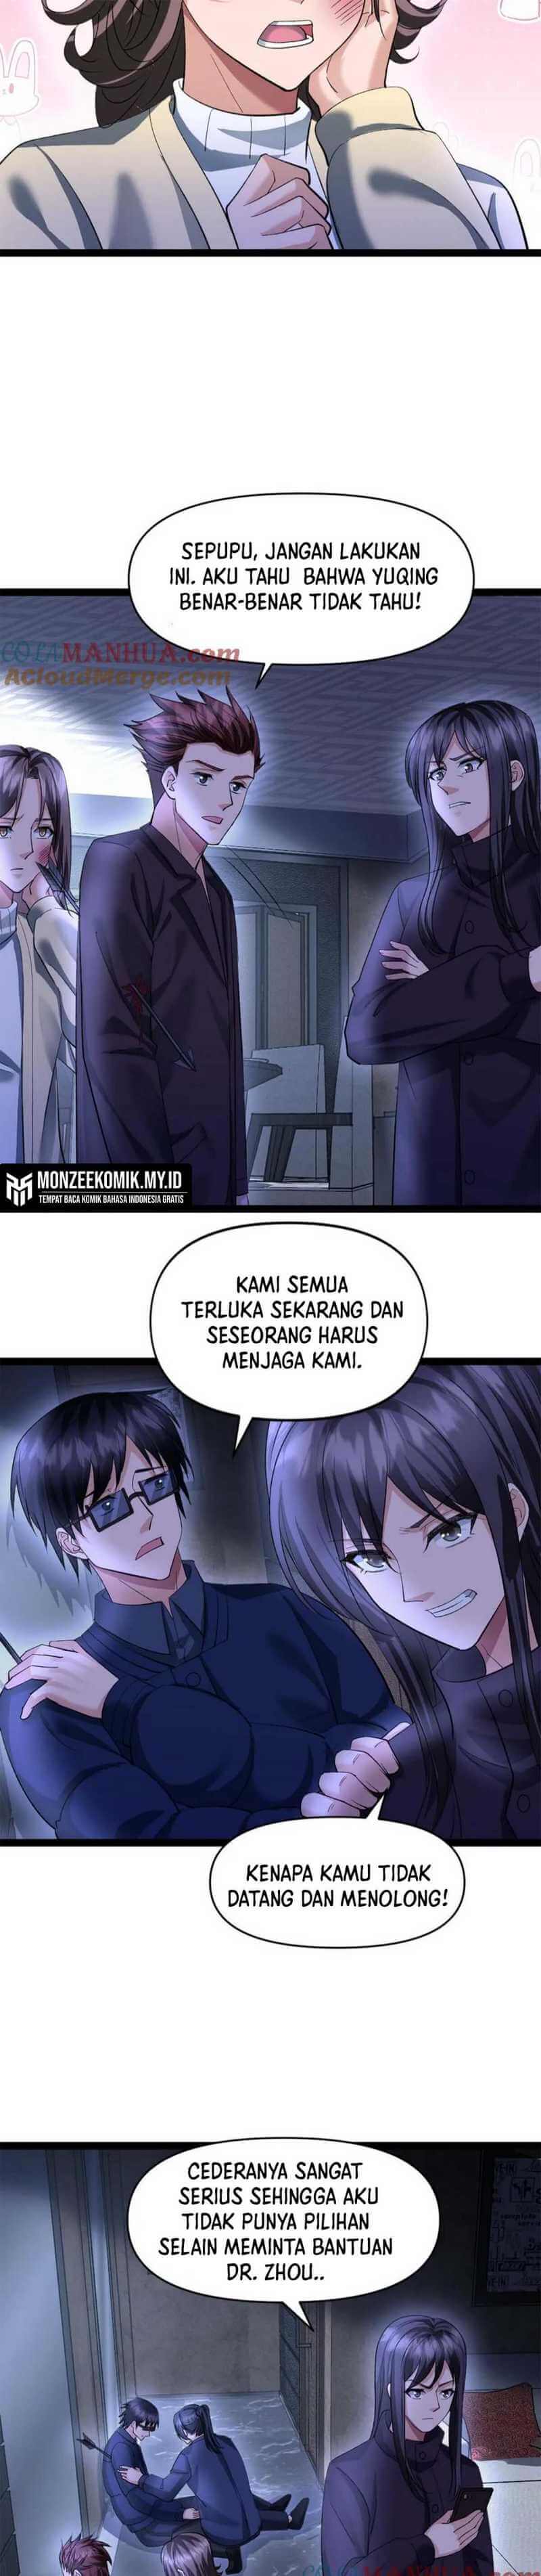 SEPUPU, JANGAN LAKUKAN
INI. AKU TAHU BAHWA YUQING
BENAR-BENAR TIDAK TAHU!
COLAMANHUA.com
ACloudMerge.com
MONZEEKOMIK.MY.ID
TEMPAT BACA KOMIK BAHASA INDONESIA GRATIS
KAMI SEMUA
TERLUKA SEKARANG DAN
SESEORANG HARUS
MENJAGA KAMI.
KENAPA KAMU TIDAK
DATANG DAN MENOLONG!
CEDERANYA SANGAT
SERIUS SEHINGGA AKU
TIDAK PUNYA PILIHAN
SELAIN MEMINTA BANTUAN
DR. ZHOU..